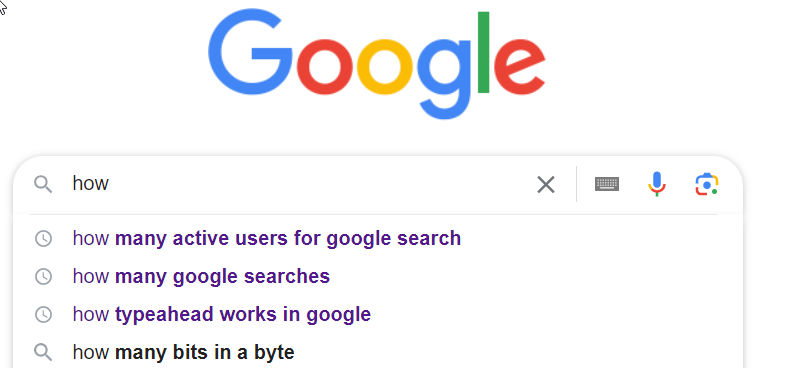 Google
how
how many active users for google search
how many google searches
how typeahead works in google
how many bits in a byte